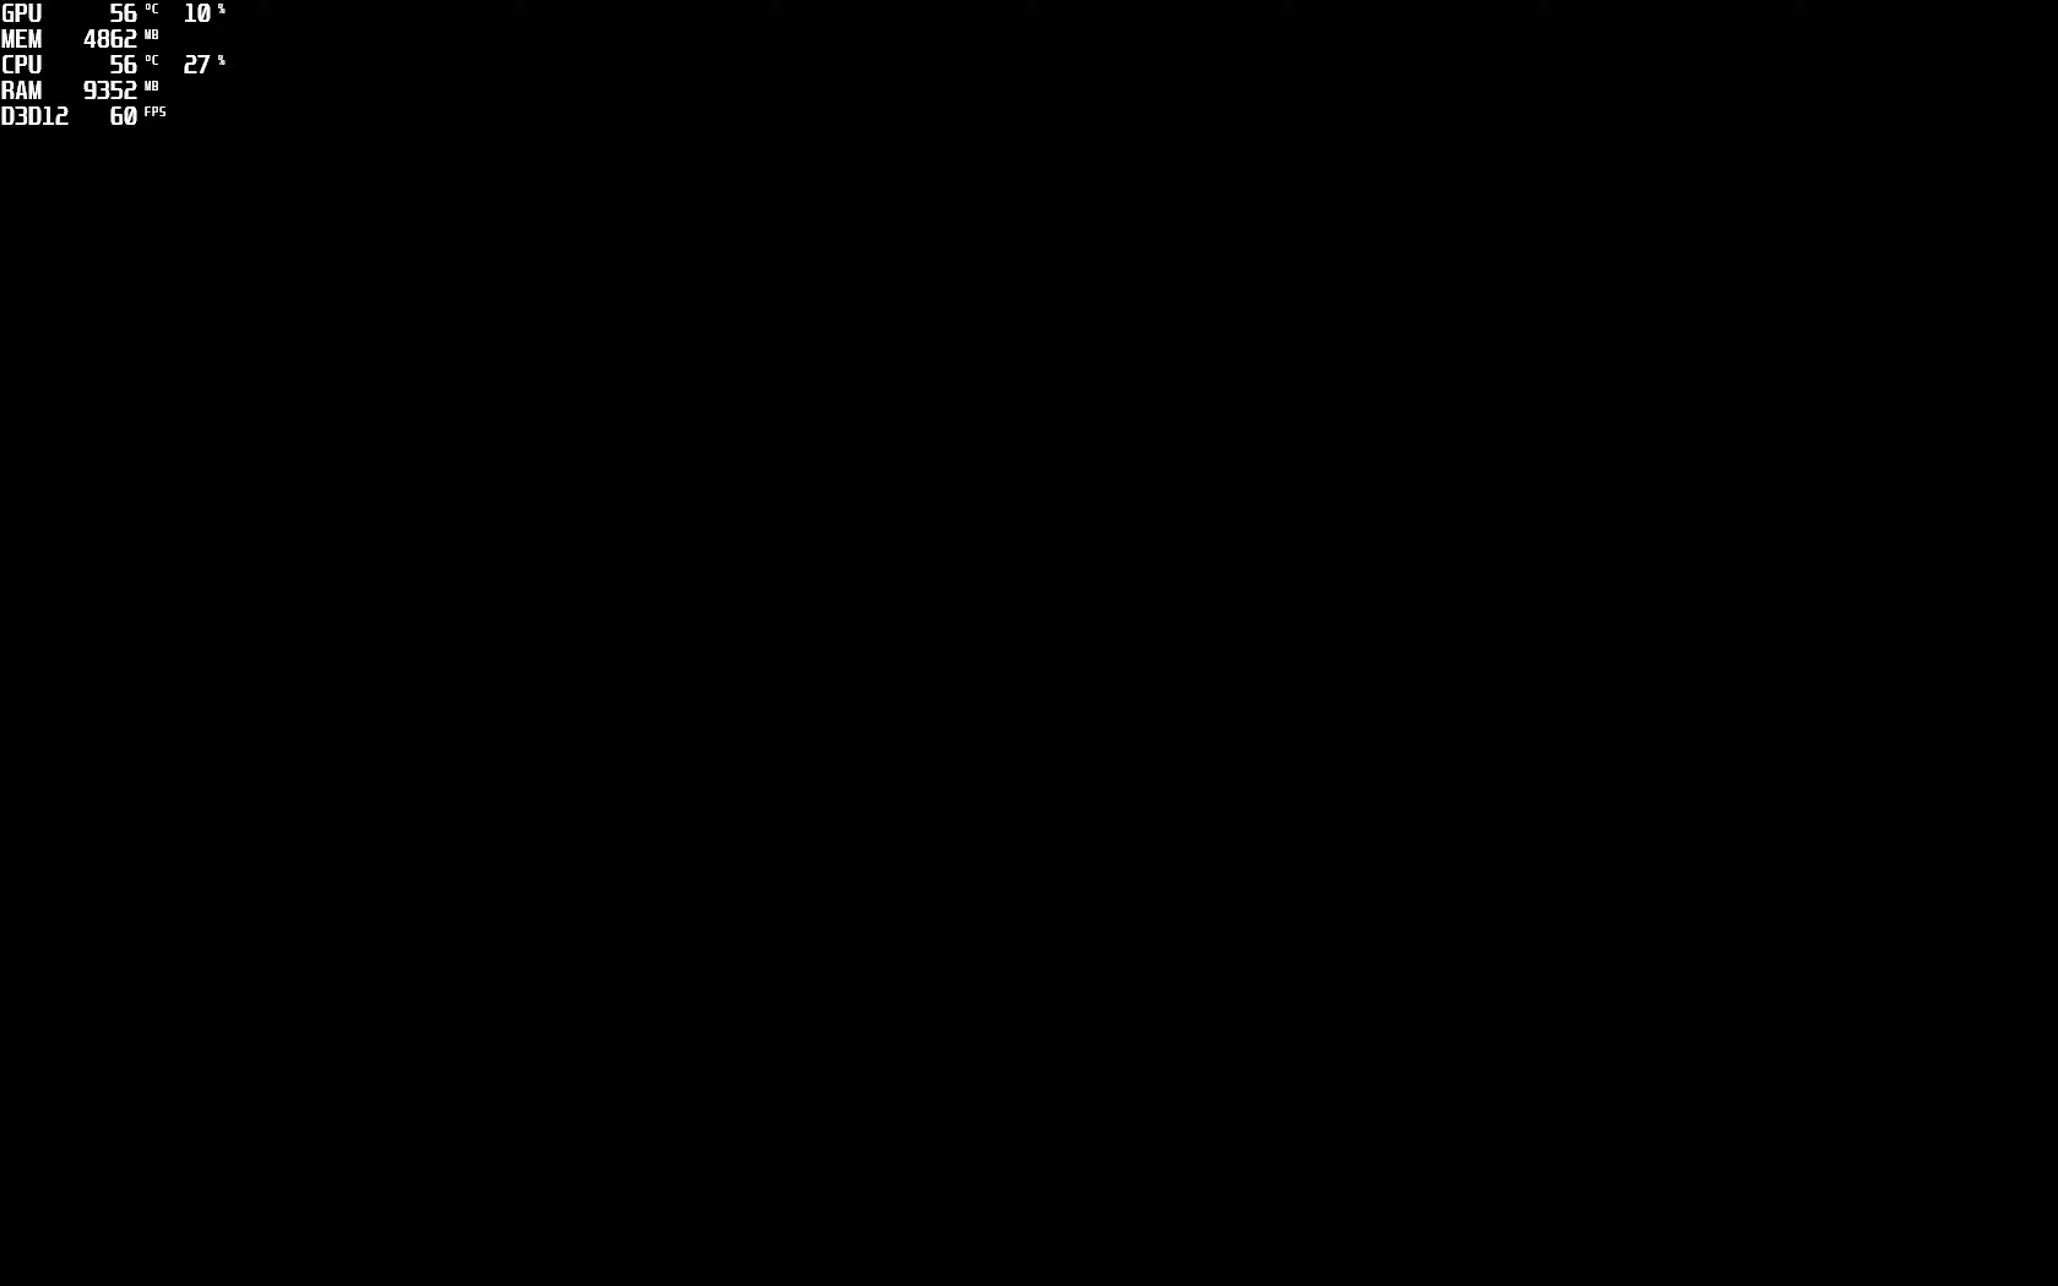 GPU 56 °C 10 %
MEM 4862 MB
CPU 56 °C 27 %
RAM 9352 MB
D3D12 60 FPS